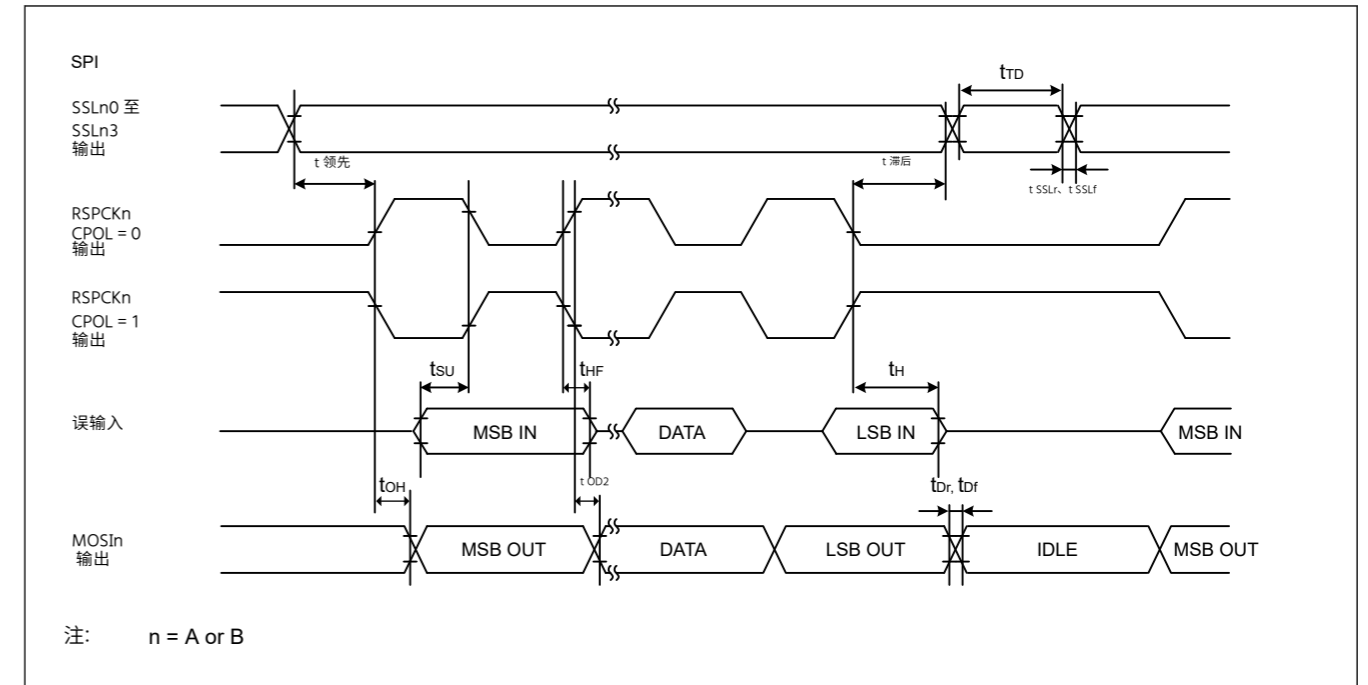 SPI
SSLn0 至
SSLn3
输出
tTD
t 领先
t 滞后
t SSLr、 t SSLf
RSPCKn
CPOL = 0
输出
RSPCKn
CPOL = 1
输出
tSU
tHF
tH
误输入
MSB IN
DATA
LSB IN
MSB IN
tOH
t OD2
tDr, tDf
MOSIn
输出
MSB OUT
DATA
LSB OUT
IDLE
MSB OUT
注: n = A or B